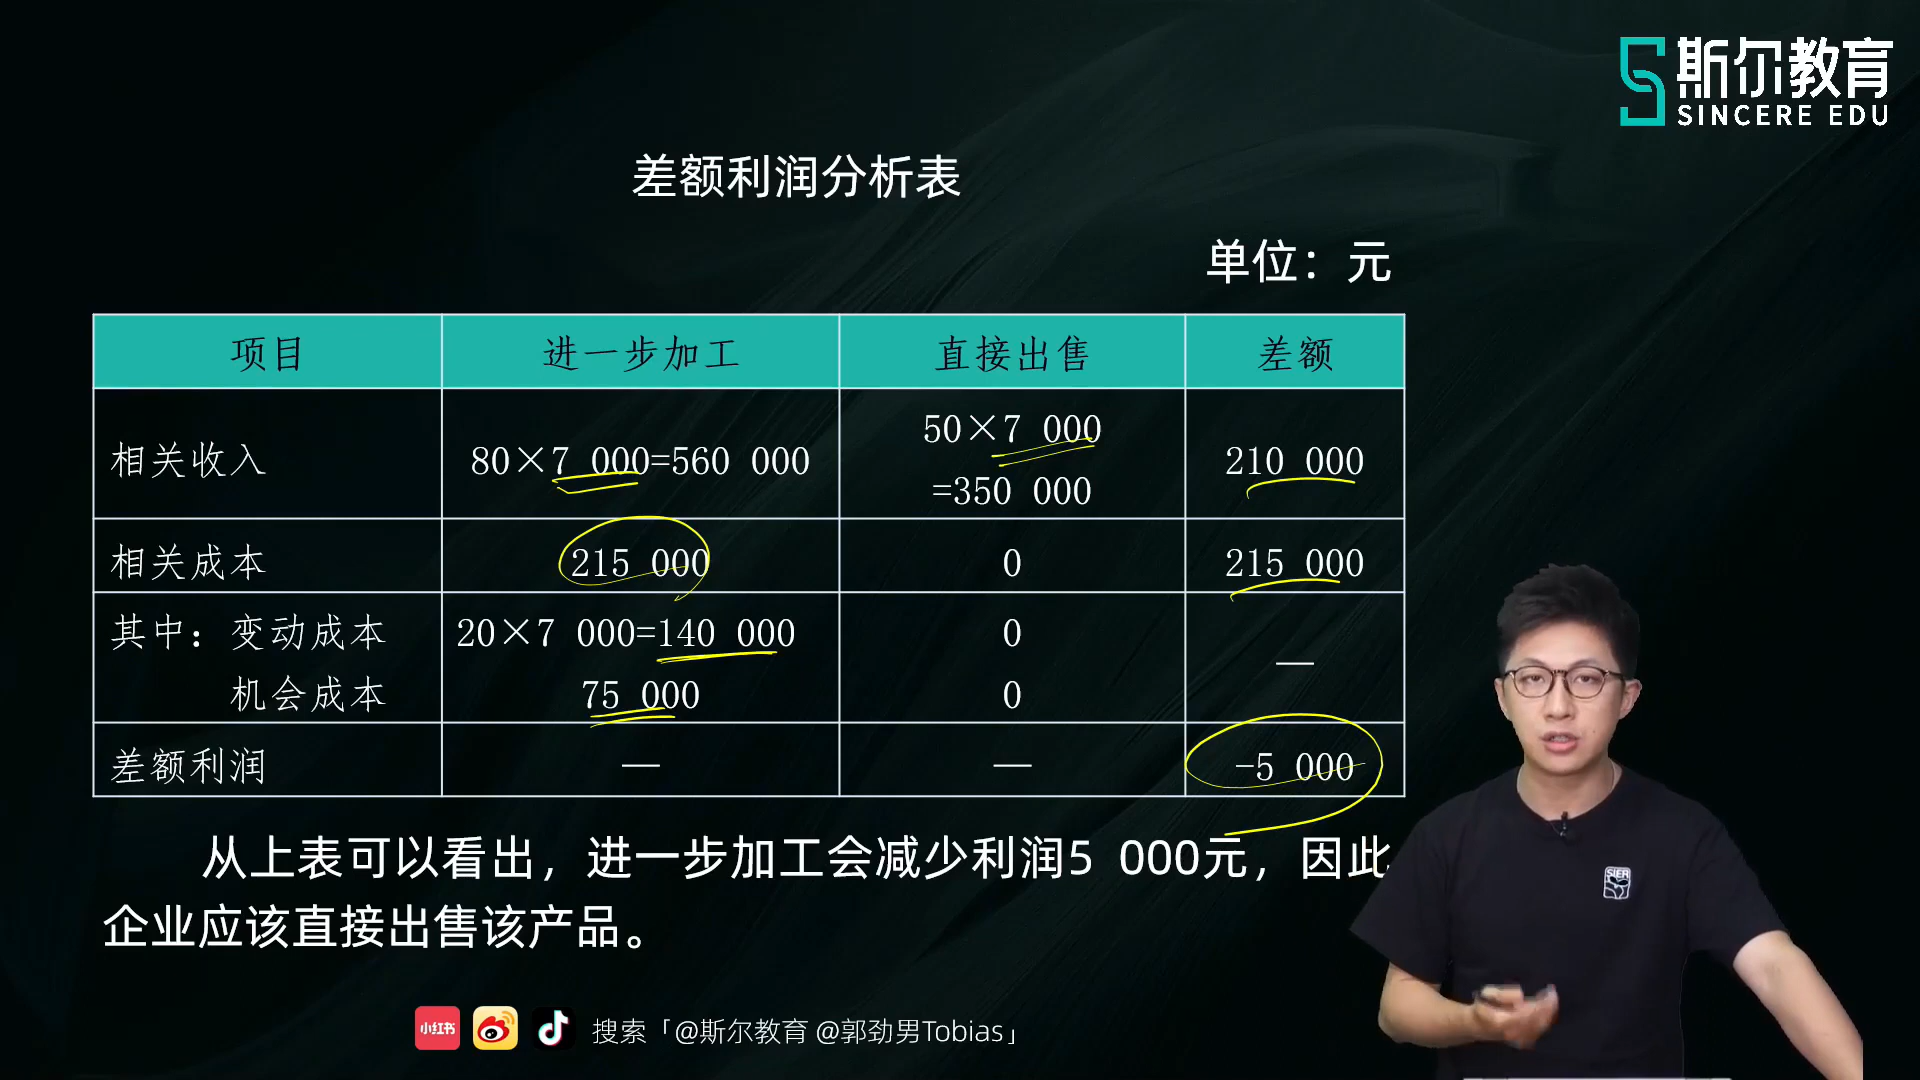 斯尔教育
SINCERE EDU
差额利润分析表
单位：元
项目 进一步加工 直接出售 差额
相关收入 80×7 000=560 000 50×7 000 =350 000 210 000
相关成本 215 000 0 215 000
其中：变动成本 20×7 000=140 000 0 —
机会成本 75 000 0
差额利润 — — -5 000
从上表可以看出，进一步加工会减少利润5 000元，因此
企业应该直接出售该产品。
小红书 搜索「@斯尔教育 @郭劲男Tobias」
SIER